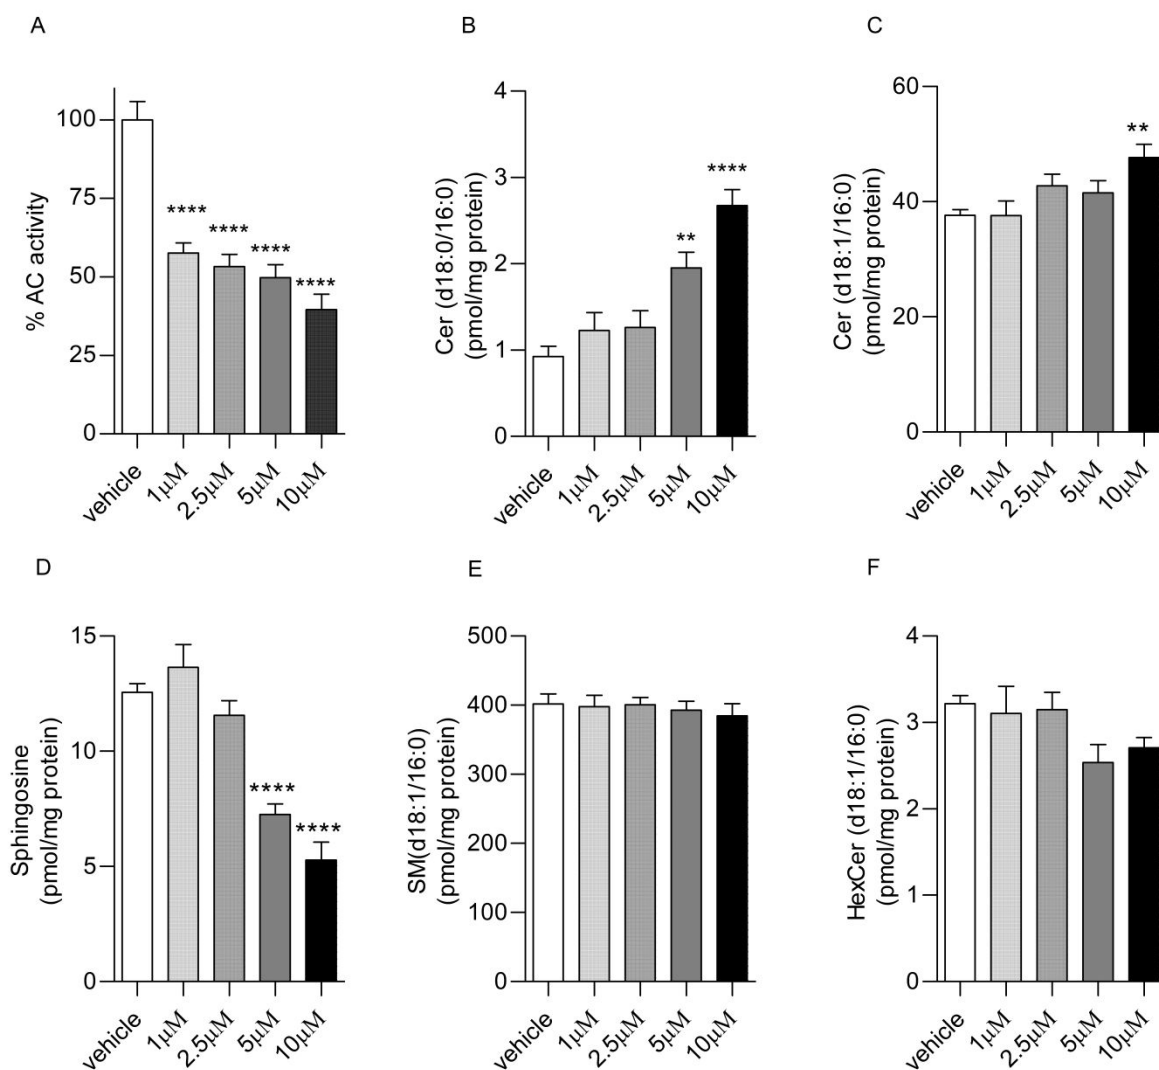 A
% AC activity
100
75
50
25
0
****
****
****
****
vehicle
1µM
2.5µM
5µM
10µM
B
Cer (d18:0/16:0)
(pmol/mg protein)
4
3
2
1
0
**
****
vehicle
1µM
2.5µM
5µM
10µM
C
Cer (d18:1/16:0)
(pmol/mg protein)
60
40
20
0
**
vehicle
1µM
2.5µM
5µM
10µM
D
Sphingosine
(pmol/mg protein)
15
10
5
0
****
****
vehicle
1µM
2.5µM
5µM
10µM
E
SM(d18:1/16:0)
(pmol/mg protein)
500
400
300
200
100
0
vehicle
1µM
2.5µM
5µM
10µM
F
HexCer (d18:1/16:0)
(pmol/mg protein)
4
3
2
1
0
vehicle
1µM
2.5µM
5µM
10µM